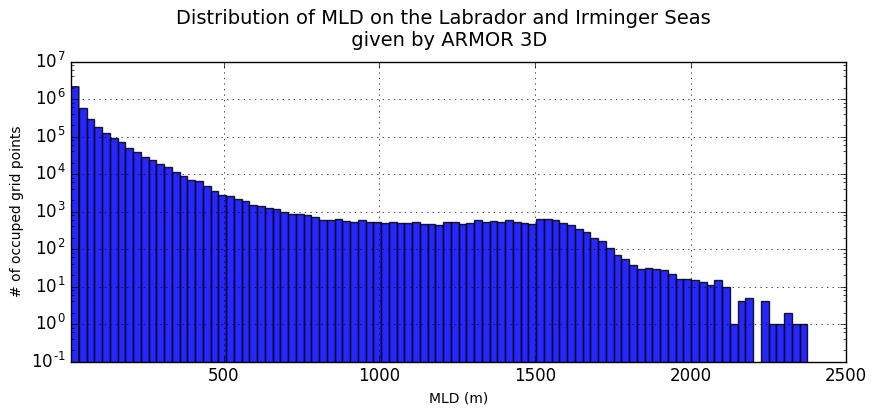 Distribution of MLD on the Labrador and Irminger Seas
given by ARMOR 3D
10^7
10^6
10^5
10^4
10^3
10^2
10^1
10^0
10^-1
# of occuped grid points
500 1000 1500 2000 2500
MLD (m)